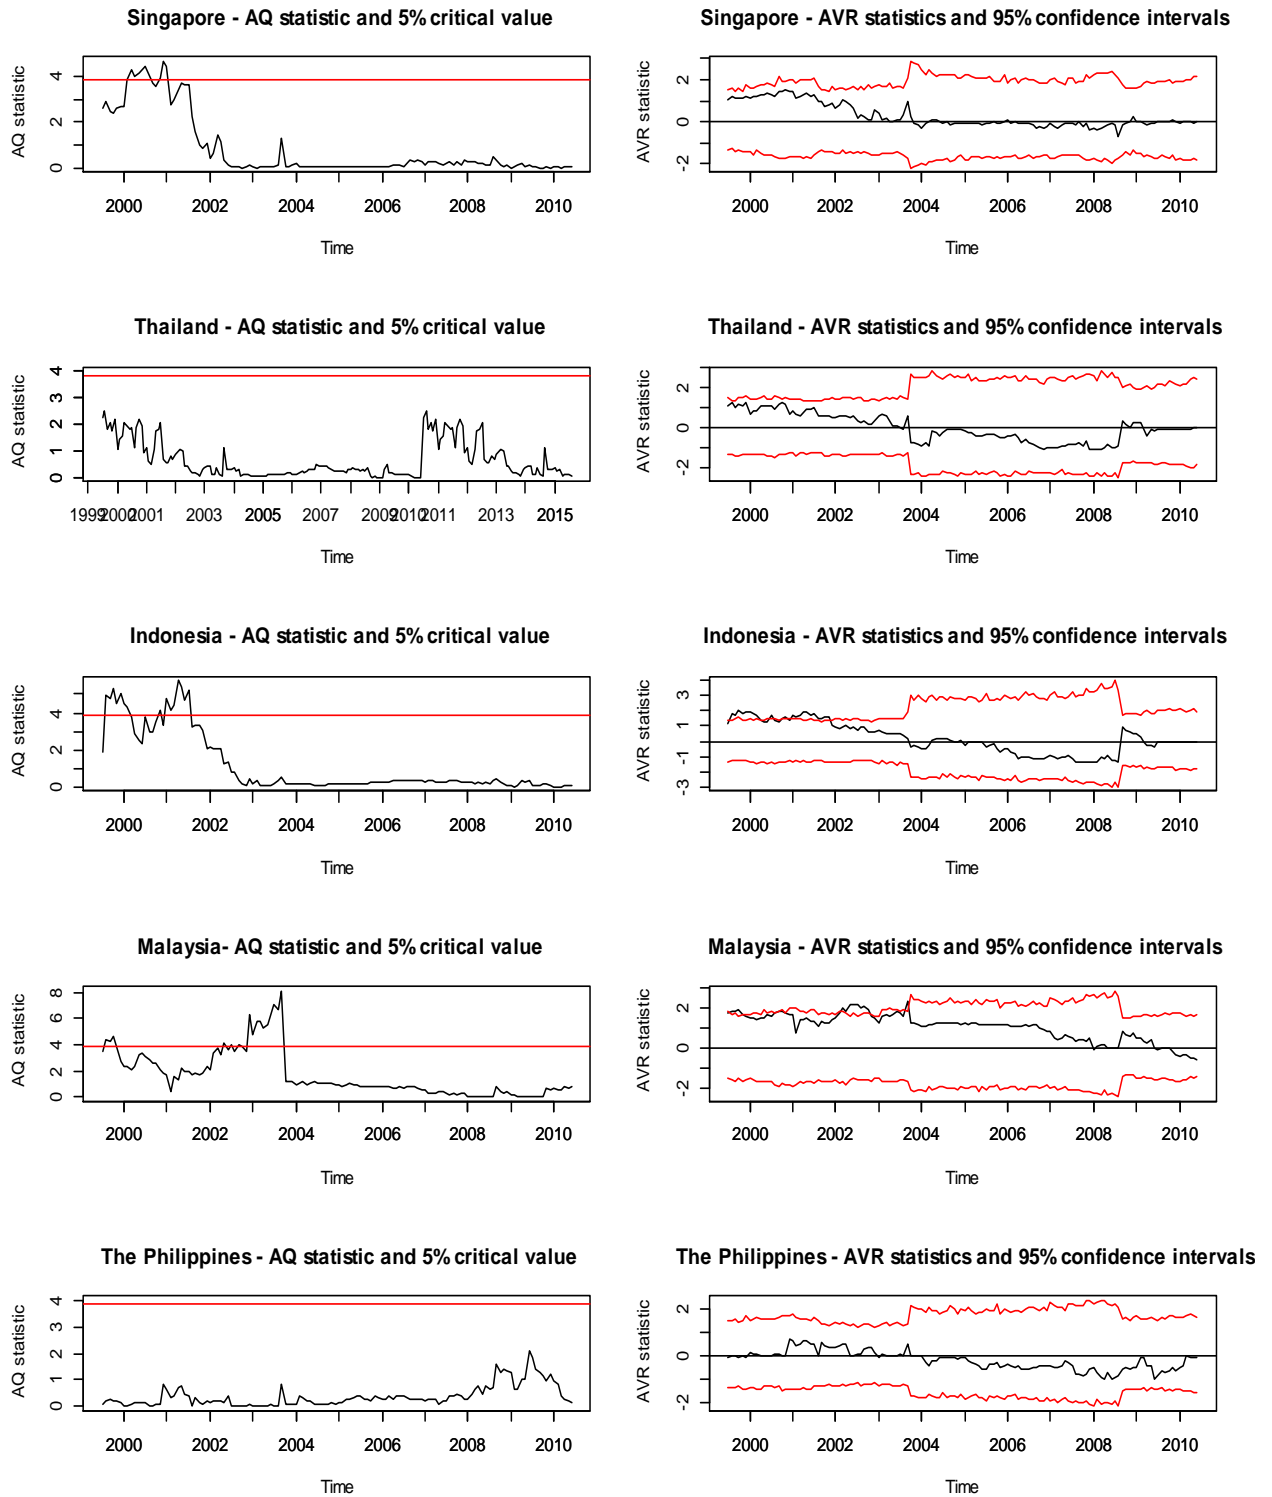 Singapore - AQ statistic and 5% critical value
AQ statistic
0 2 4
2000 2002 2004 2006 2008 2010
Time
Singapore - AVR statistics and 95% confidence intervals
AVR statistic
-2 0 2
2000 2002 2004 2006 2008 2010
Time
Thailand - AQ statistic and 5% critical value
AQ statistic
0 1 2 3 4
1999 2000 2001 2003 2005 2007 2009 2010 2011 2013 2015
Time
Thailand - AVR statistics and 95% confidence intervals
AVR statistic
-2 0 2
2000 2002 2004 2006 2008 2010
Time
Indonesia - AQ statistic and 5% critical value
AQ statistic
0 2 4
2000 2002 2004 2006 2008 2010
Time
Indonesia - AVR statistics and 95% confidence intervals
AVR statistic
-3 -1 1 3
2000 2002 2004 2006 2008 2010
Time
Malaysia- AQ statistic and 5% critical value
AQ statistic
0 2 4 6 8
2000 2002 2004 2006 2008 2010
Time
Malaysia - AVR statistics and 95% confidence intervals
AVR statistic
-2 0 2
2000 2002 2004 2006 2008 2010
Time
The Philippines - AQ statistic and 5% critical value
AQ statistic
0 1 2 3 4
2000 2002 2004 2006 2008 2010
Time
The Philippines - AVR statistics and 95% confidence intervals
AVR statistic
-2 0 2
2000 2002 2004 2006 2008 2010
Time